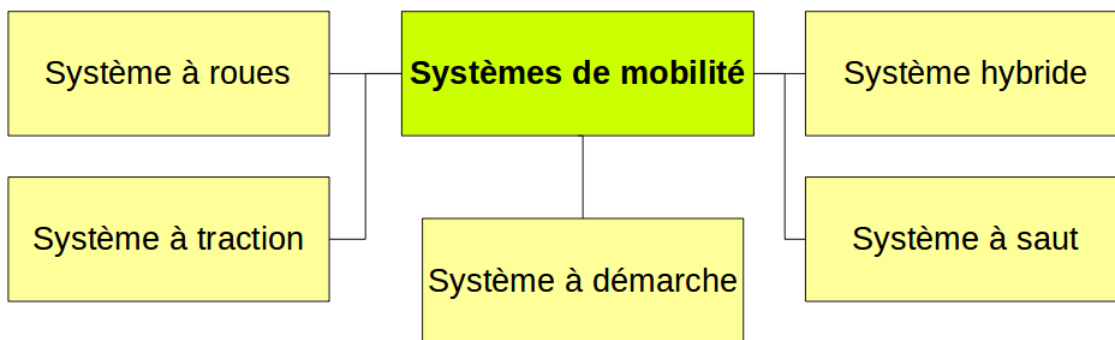 Système à roues
Systèmes de mobilité
Système hybride
Système à traction
Système à démarche
Système à saut